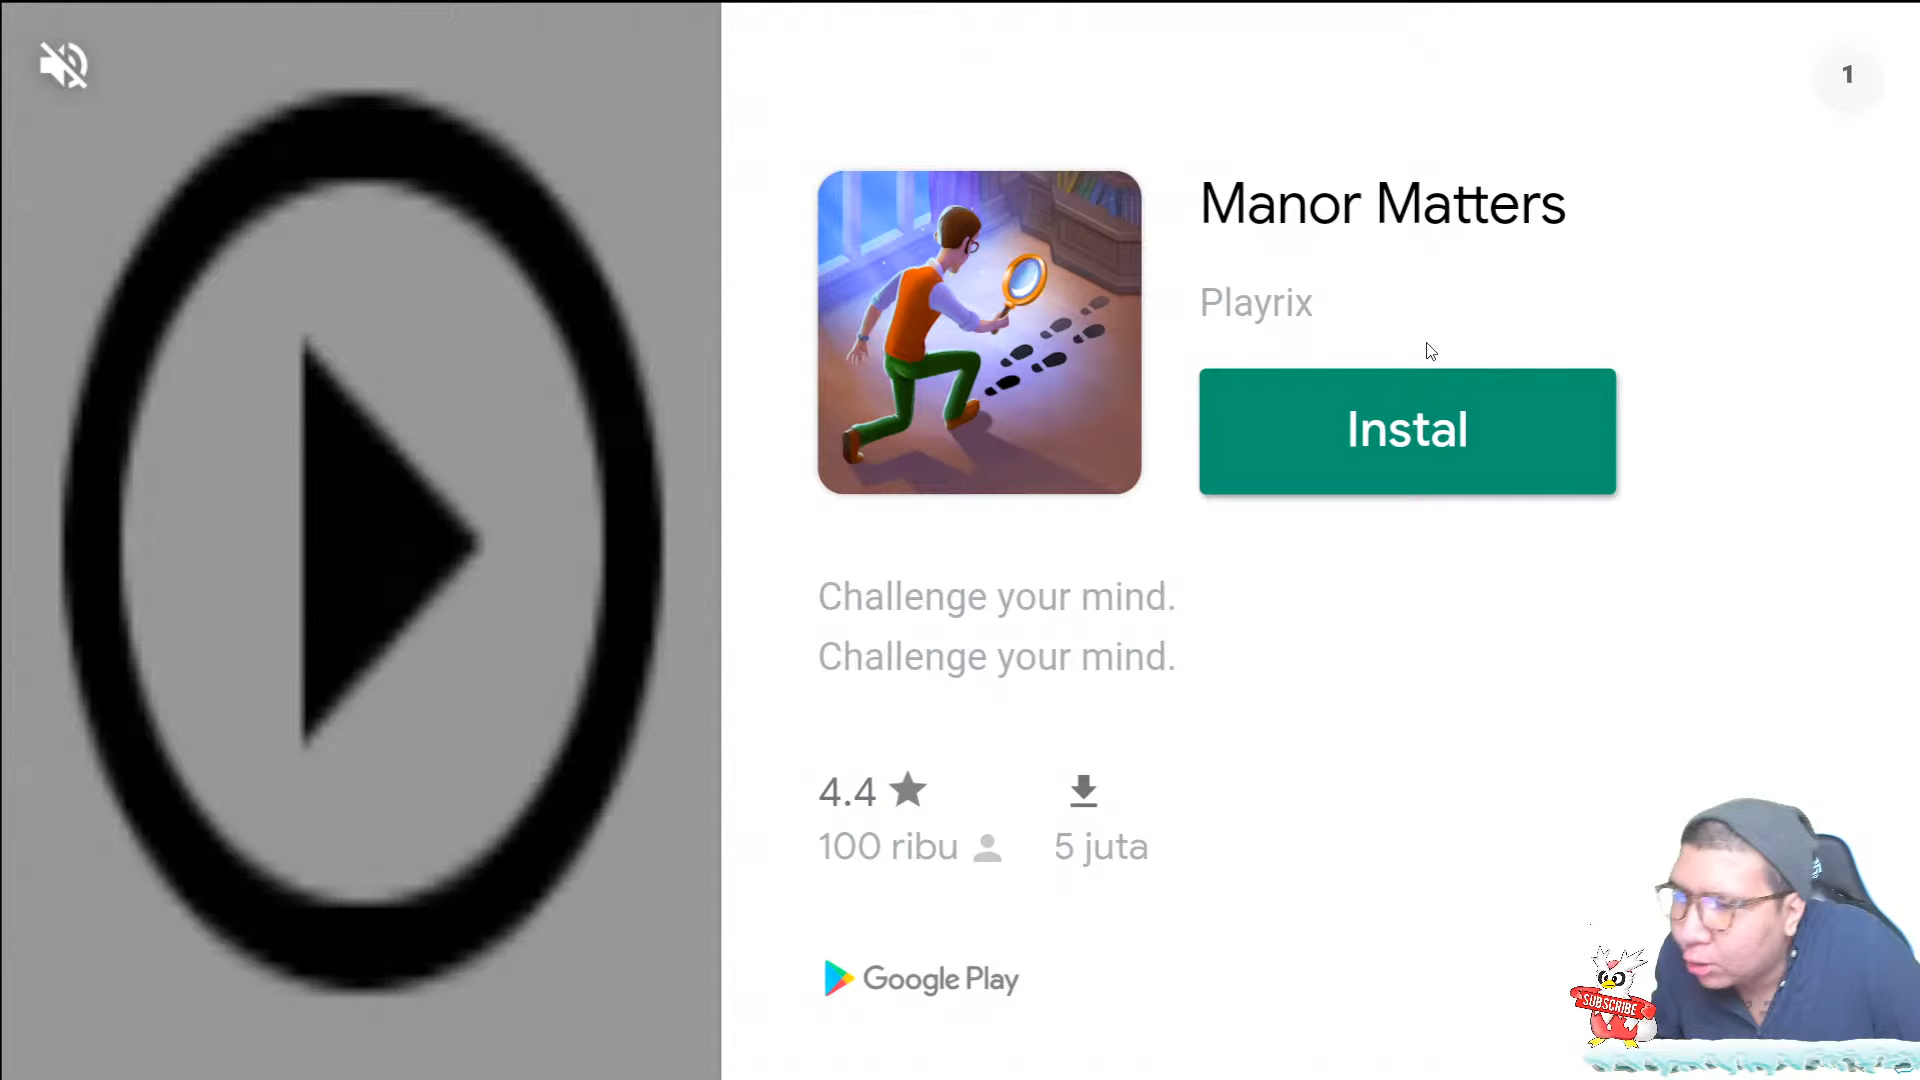 1
Manor Matters
Playrix
Instal
Challenge your mind.
Challenge your mind.
4.4
100 ribu
5 juta
Google Play
SUBSCRIBE